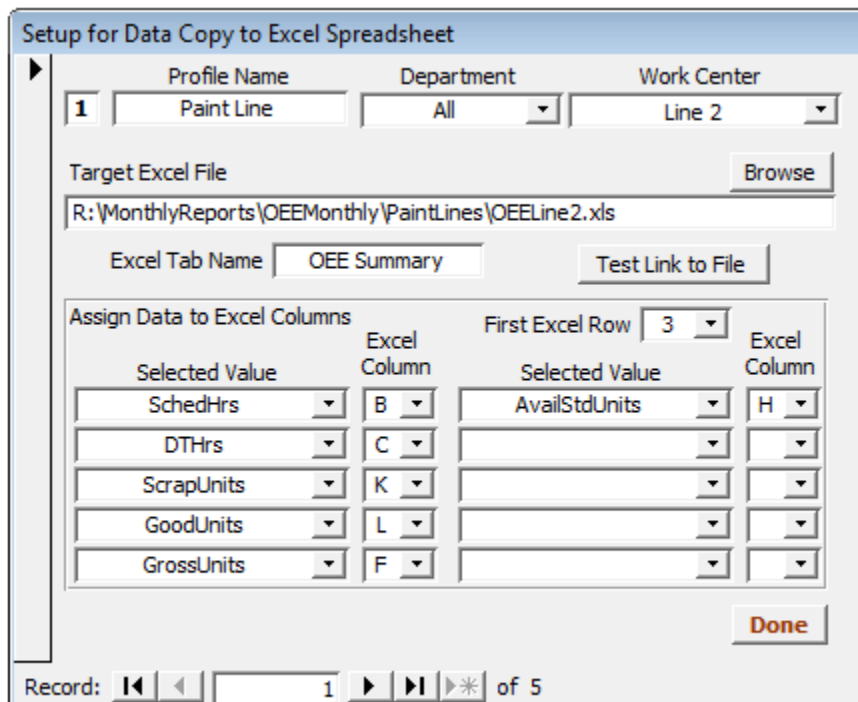 Setup for Data Copy to Excel Spreadsheet
Profile Name Department Work Center
1 Paint Line All Line 2
Target Excel File Browse
R:\MonthlyReports\OEEMonthly\PaintLines\OEELine2.xls
Excel Tab Name OEE Summary Test Link to File
Assign Data to Excel Columns First Excel Row 3
Selected Value Excel Column Selected Value Excel Column
SchedHrs B AvailStdUnits H
DTHrs C
ScrapUnits K
GoodUnits L
GrossUnits F
Done
Record: 1 of 5